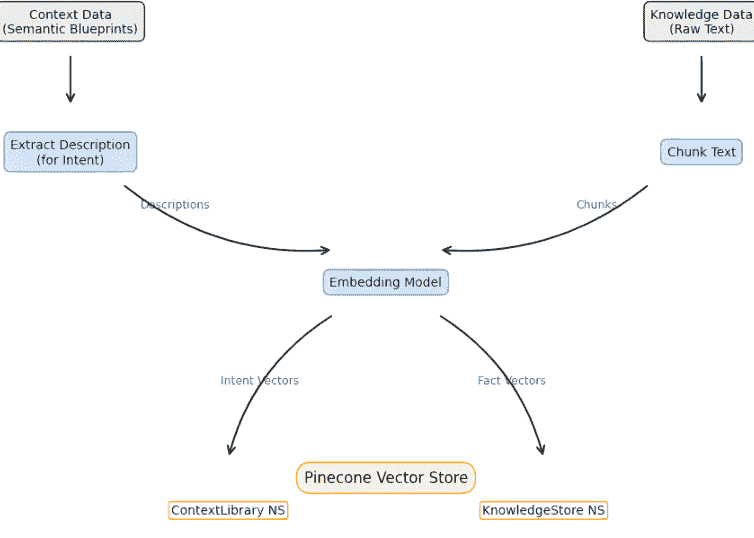 Context Data
(Semantic Blueprints)
Knowledge Data
(Raw Text)
Extract Description
(for Intent)
Chunk Text
Descriptions
Chunks
Embedding Model
Intent Vectors
Fact Vectors
Pinecone Vector Store
ContextLibrary NS
KnowledgeStore NS